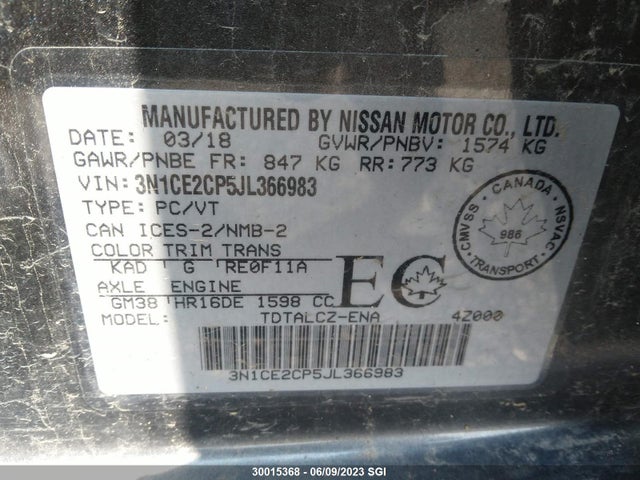 MANUFACTURED BY NISSAN MOTOR CO., LTD.
DATE: 03/18 GVWR/PNBV: 1574 KG
GAWR/PNBE FR: 847 KG RR: 773 KG
VIN: 3N1CE2CP5JL366983
TYPE: PC/VT
CAN ICES-2/NMB-2
COLOR TRIM TRANS
KAD G RE0F11A
AXLE ENGINE
GM38 HR16DE 1598 CC
MODEL: TDTALCZ-ENA 4Z000
EC
CANADA
CMVSS NSVAC
986
TRANSPORT
3N1CE2CP5JL366983
30015368 | 06/09/2023 SGI